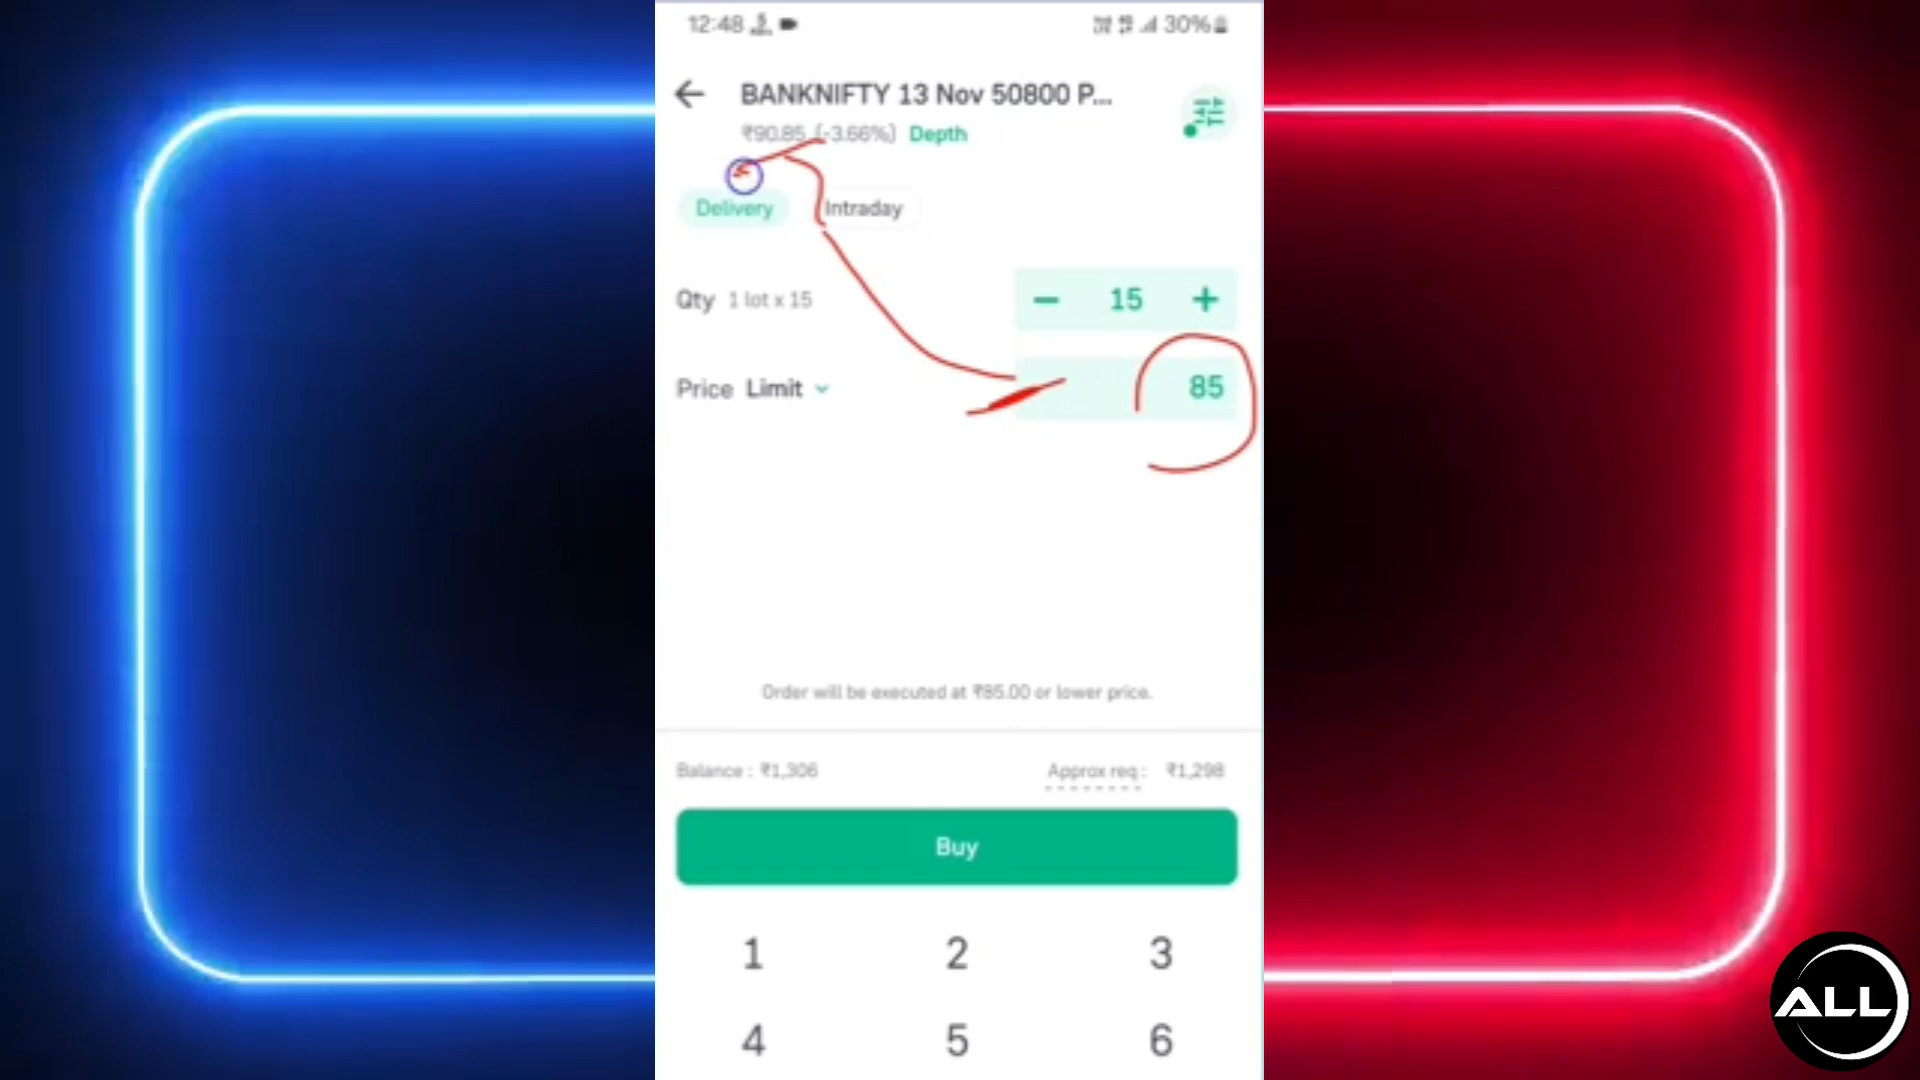 12:48 30%
BANKNIFTY 13 Nov 50800 P...
₹90.85 (-3.66%) Depth
Delivery Intraday
Qty 1 lot x 15 − 15 +
Price Limit 85
Order will be executed at ₹85.00 or lower price.
Balance : ₹1,306 Approx req : ₹1,298
Buy
1 2 3
4 5 6
ALL